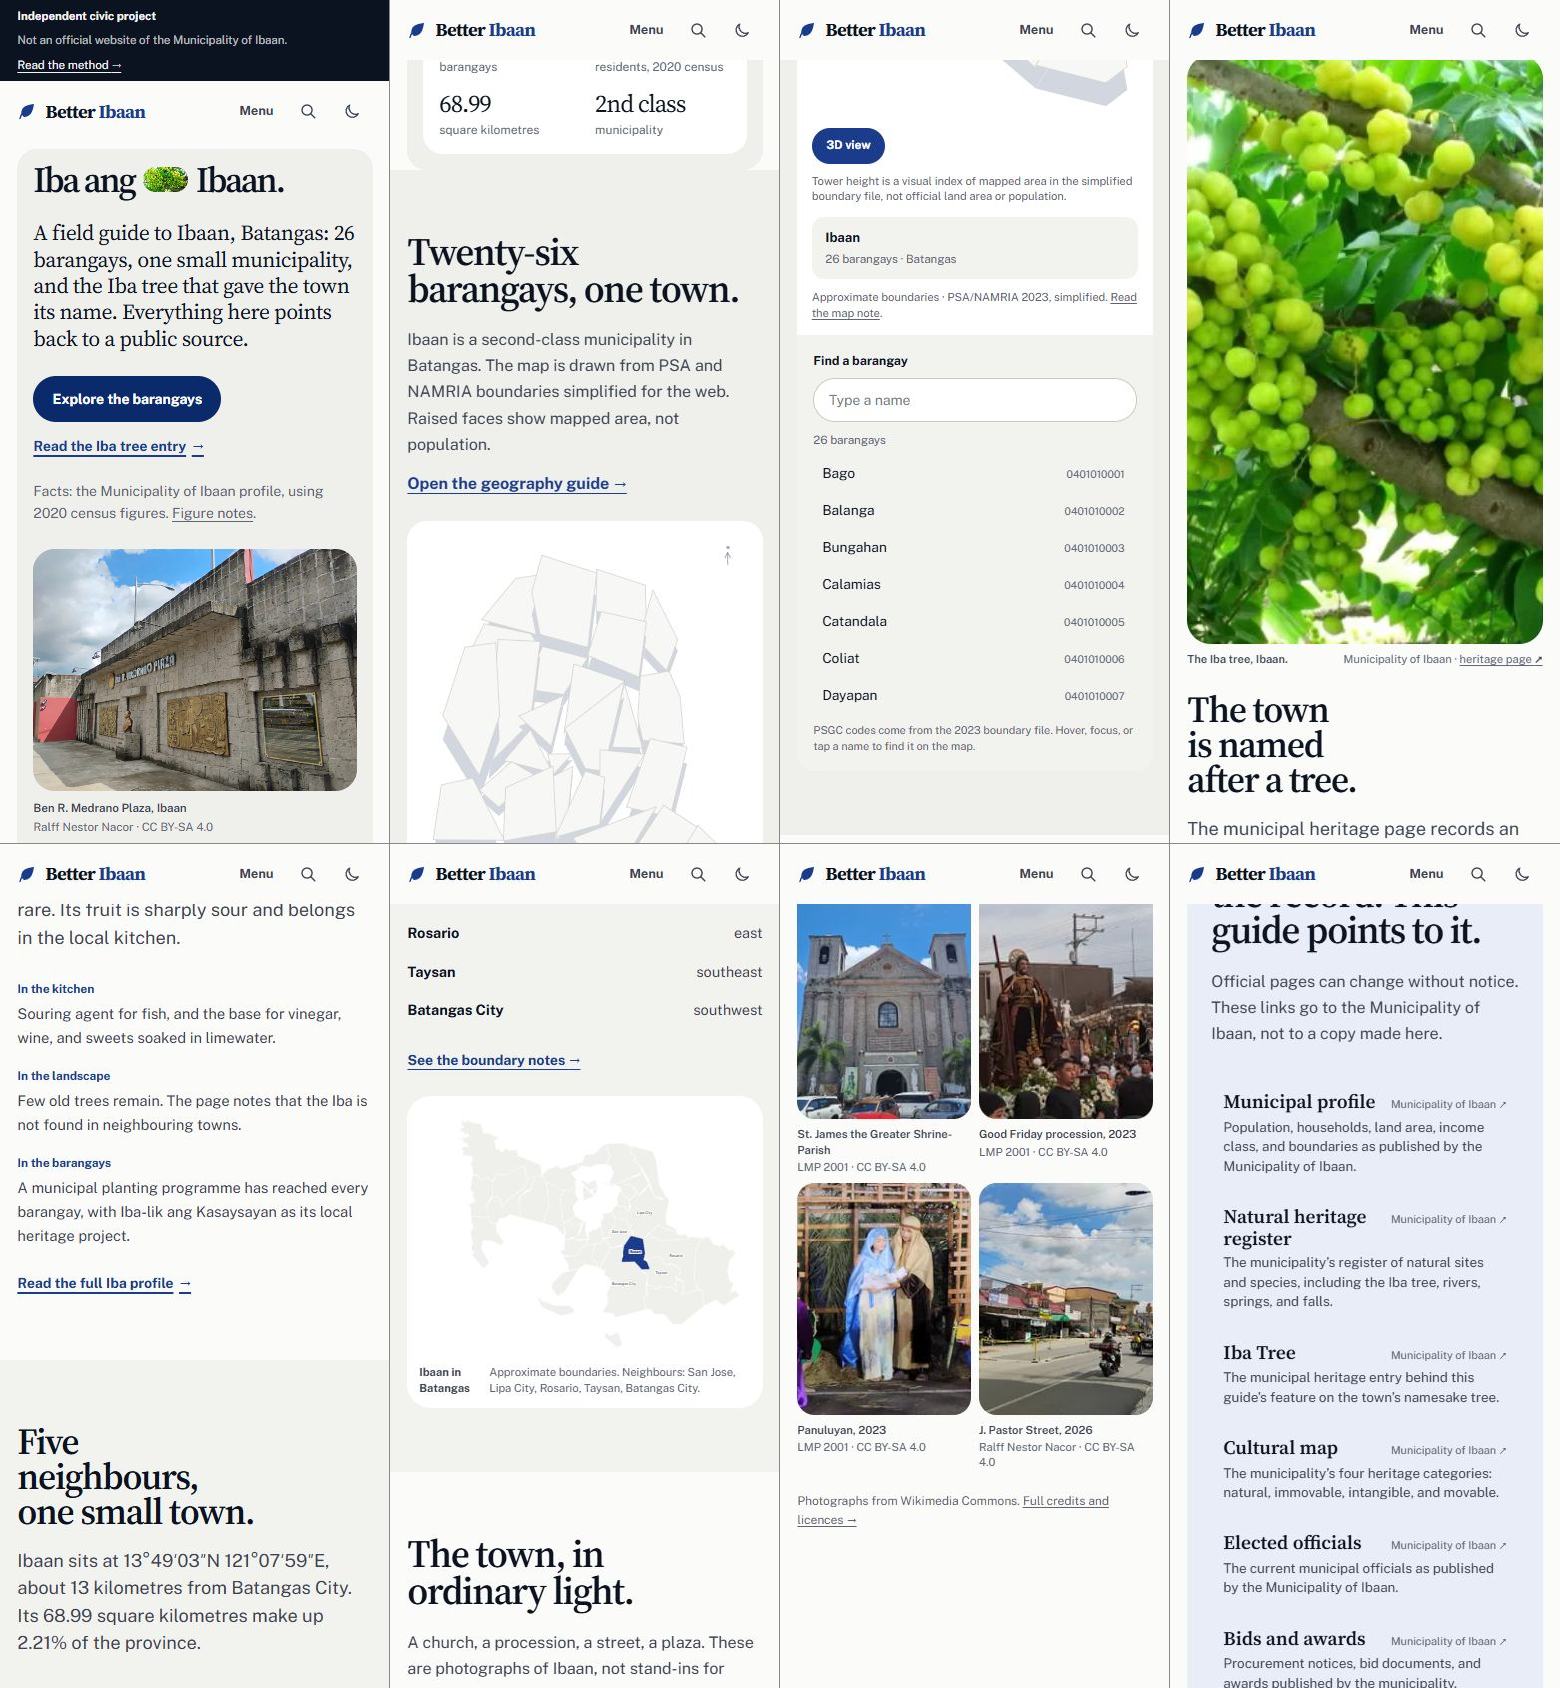 Independent civic project
Not an official website of the Municipality of Ibaan.
Read the method →
Better Ibaan
Menu
Iba ang Ibaan.
A field guide to Ibaan, Batangas: 26
barangays, one small municipality,
and the Iba tree that gave the town
its name. Everything here points
back to a public source.
Explore the barangays
Read the Iba tree entry →
Facts: the Municipality of Ibaan profile, using
2020 census figures. Figure notes.
Ben R. Medrano Plaza, Ibaan
Ralff Nestor Nacor · CC BY-SA 4.0
Better Ibaan
Menu
barangays
residents, 2020 census
68.99
2nd class
square kilometres
municipality
Twenty-six
barangays, one town.
Ibaan is a second-class municipality in
Batangas. The map is drawn from PSA and
NAMRIA boundaries simplified for the web.
Raised faces show mapped area, not
population.
Open the geography guide →
Better Ibaan
Menu
3D view
Tower height is a visual index of mapped area in the simplified
boundary file, not official land area or population.
Ibaan
26 barangays · Batangas
Approximate boundaries · PSA/NAMRIA 2023, simplified. Read
the map note.
Find a barangay
Type a name
26 barangays
Bago 0401010001
Balanga 0401010002
Bungahan 0401010003
Calamias 0401010004
Catandala 0401010005
Coliat 0401010006
Dayapan 0401010007
PSGC codes come from the 2023 boundary file. Hover, focus, or
tap a name to find it on the map.
Better Ibaan
Menu
The Iba tree, Ibaan.
Municipality of Ibaan · heritage page ↗
The town
is named
after a tree.
The municipal heritage page records an
Better Ibaan
Menu
rare. Its fruit is sharply sour and belongs
in the local kitchen.
In the kitchen
Souring agent for fish, and the base for vinegar,
wine, and sweets soaked in limewater.
In the landscape
Few old trees remain. The page notes that the Iba is
not found in neighbouring towns.
In the barangays
A municipal planting programme has reached every
barangay, with Iba-lik ang Kasaysayan as its local
heritage project.
Read the full Iba profile →
Five
neighbours,
one small town.
Ibaan sits at 13°49′03″N 121°07′59″E,
about 13 kilometres from Batangas City.
Its 68.99 square kilometres make up
2.21% of the province.
Better Ibaan
Menu
Rosario east
Taysan southeast
Batangas City southwest
See the boundary notes →
Lipa City
San Jose
Ibaan
Rosario
Taysan
Batangas City
Ibaan in
Batangas
Approximate boundaries. Neighbours: San Jose,
Lipa City, Rosario, Taysan, Batangas City.
The town, in
ordinary light.
A church, a procession, a street, a plaza. These
are photographs of Ibaan, not stand-ins for
Better Ibaan
Menu
St. James the Greater Shrine-
Parish
LMP 2001 · CC BY-SA 4.0
Good Friday procession, 2023
LMP 2001 · CC BY-SA 4.0
Panuluyan, 2023
LMP 2001 · CC BY-SA 4.0
J. Pastor Street, 2026
Ralff Nestor Nacor · CC BY-SA
4.0
Photographs from Wikimedia Commons. Full credits and
licences →
Better Ibaan
Menu
the record. This
guide points to it.
Official pages can change without notice.
These links go to the Municipality of
Ibaan, not to a copy made here.
Municipal profile
Municipality of Ibaan ↗
Population, households, land area, income
class, and boundaries as published by the
Municipality of Ibaan.
Natural heritage
register
Municipality of Ibaan ↗
The municipality's register of natural sites
and species, including the Iba tree, rivers,
springs, and falls.
Iba Tree
Municipality of Ibaan ↗
The municipal heritage entry behind this
guide's feature on the town's namesake tree.
Cultural map
Municipality of Ibaan ↗
The municipality's four heritage categories:
natural, immovable, intangible, and movable.
Elected officials
Municipality of Ibaan ↗
The current municipal officials as published
by the Municipality of Ibaan.
Bids and awards
Municipality of Ibaan ↗
Procurement notices, bid documents, and
awards published by the municipality.